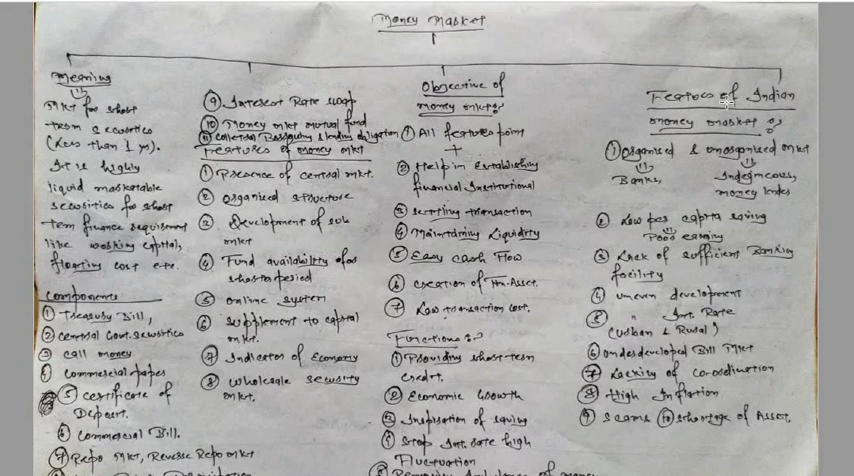 Money Market
Meaning
Mkt for short
term securities
(Less than 1 yr).
It is highly
liquid marketable
securities for short
term finance requirement
like working capital,
floating cost etc.
Components
① Treasury Bill,
② Central Govt. Securities
③ Call money
④ Commercial papers
⑤ Certificate of
Deposit.
⑥ Commercial Bill.
⑦ Repo Mkt, Reverse Repo Mkt
⑨ Interest Rate swap
⑩ Money Mkt Mutual fund
⑪ Collateral Borrowing & lending obligation
Features of Money Mkt
① Presence of central Mkt.
② Organised structure
③ Development of sub
Mkt
④ Fund availability for
short period
⑤ online system
⑥ Supplement to capital
Mkt.
⑦ Indicator of Economy
⑧ Wholesale security
Mkt.
Objective of
Money Mkt :-
① All features point
+
② Help in Establishing
financial Institutional
③ Settling transaction
④ Maintaining Liquidity
⑤ Easy cash Flow
⑥ Creation of Fin. Asset.
⑦ Low transaction cost.
Functions :-
① Providing short-term
Credit.
② Economic Growth
③ Inspiration of saving
④ Stop Int. rate high
Fluctuation
Features of Indian
Money Market :-
① Organised & unorganised Mkt
Banks,
Indegineous,
money lenders
② Low per capita saving
Poor earning
③ Lack of sufficient Banking
facility
④ uneven development
⑤ " Int. Rate
(urban & Rural)
⑥ Underdeveloped Bill Mkt
⑦ Lacking of co-ordination
⑧ High Inflation
⑨ Scams ⑩ shortage of Asset.